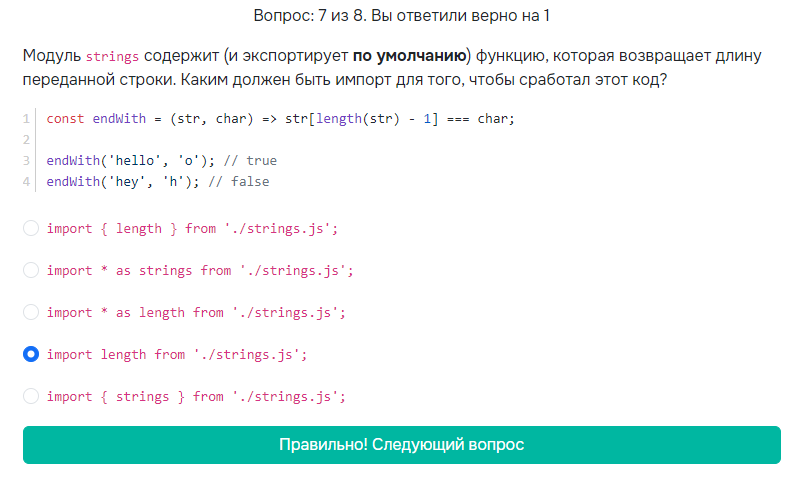 Вопрос: 7 из 8. Вы ответили верно на 1
Модуль strings содержит (и экспортирует по умолчанию) функцию, которая возвращает длину
переданной строки. Каким должен быть импорт для того, чтобы сработал этот код?
1 const endWith = (str, char) => str[length(str) - 1] === char;
2
3 endWith('hello', 'o'); // true
4 endWith('hey', 'h'); // false
import { length } from './strings.js';
import * as strings from './strings.js';
import * as length from './strings.js';
import length from './strings.js';
import { strings } from './strings.js';
Правильно! Следующий вопрос